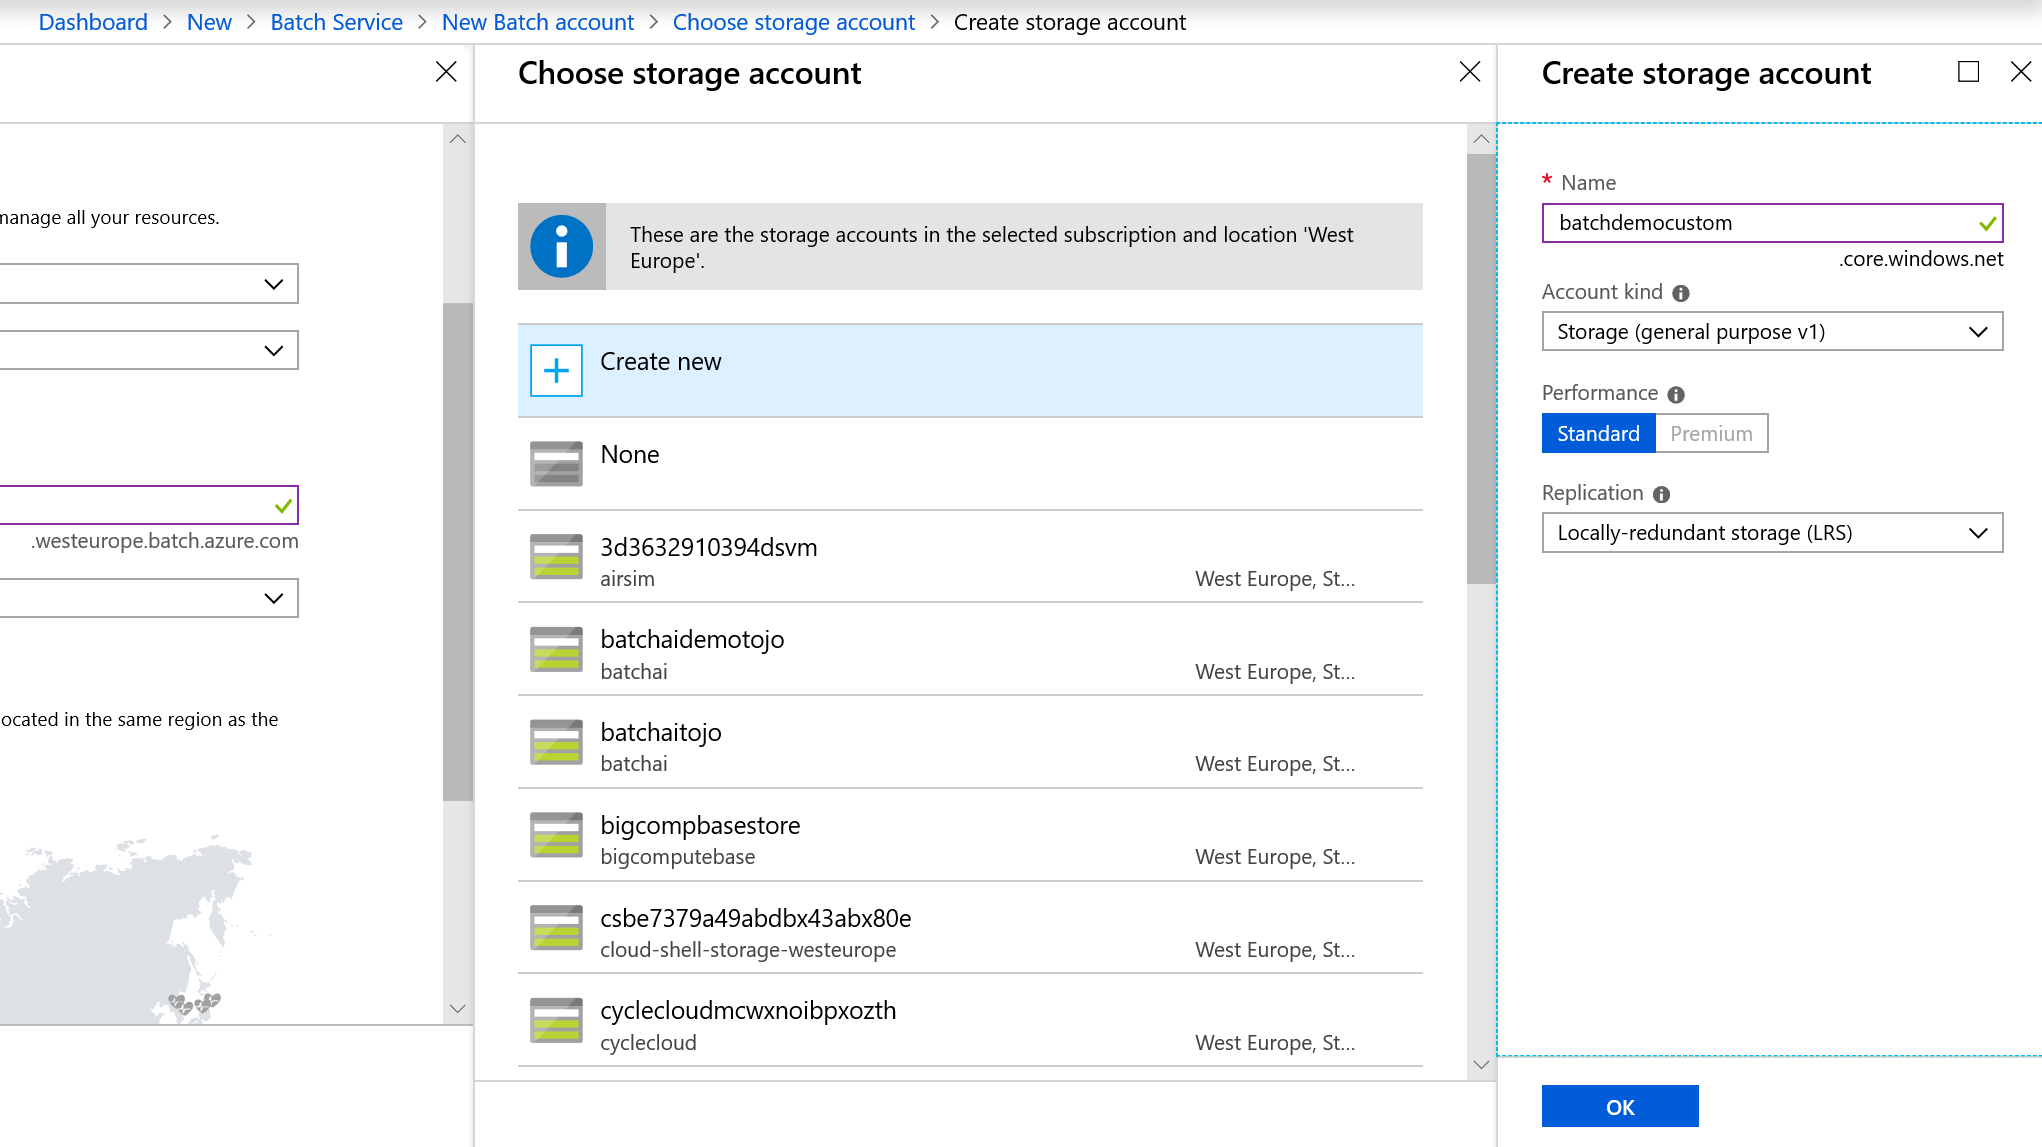 Dashboard > New > Batch Service > New Batch account > Choose storage account > Create storage account
manage all your resources.
.westeurope.batch.azure.com
located in the same region as the
Choose storage account
These are the storage accounts in the selected subscription and location 'West
Europe'.
Create new
None
3d3632910394dsvm
airsim
West Europe, St...
batchaidemotojo
batchai
West Europe, St...
batchaitojo
batchai
West Europe, St...
bigcompbasestore
bigcomputebase
West Europe, St...
csbe7379a49abdbx43abx80e
cloud-shell-storage-westeurope
West Europe, St...
cyclecloudmcwxnoibpxozth
cyclecloud
West Europe, St...
Create storage account
* Name
batchdemocustom
.core.windows.net
Account kind
Storage (general purpose v1)
Performance
Standard Premium
Replication
Locally-redundant storage (LRS)
OK